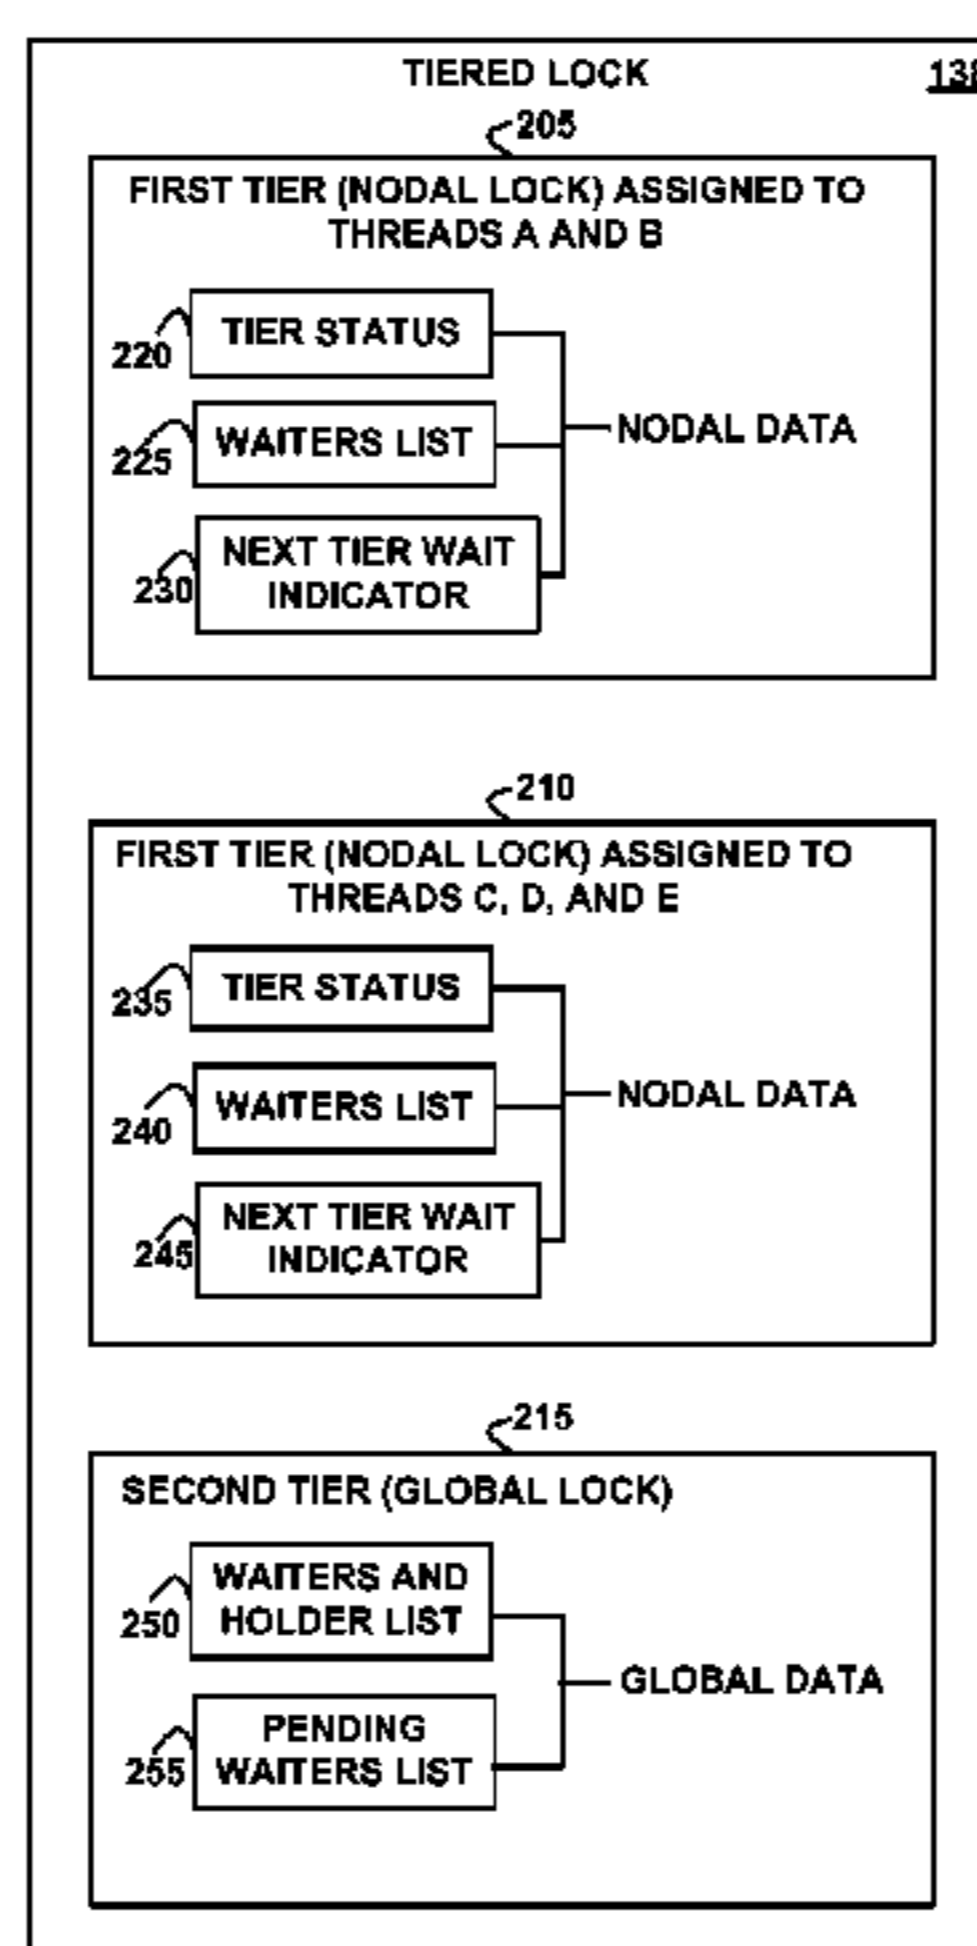 TIERED LOCK
138
205
FIRST TIER (NODAL LOCK) ASSIGNED TO
THREADS A AND B
TIER STATUS
220
NODAL DATA
WAITERS LIST
225
NEXT TIER WAIT
INDICATOR
230
210
FIRST TIER (NODAL LOCK) ASSIGNED TO
THREADS C, D, AND E
TIER STATUS
235
NODAL DATA
WAITERS LIST
240
NEXT TIER WAIT
INDICATOR
245
215
SECOND TIER (GLOBAL LOCK)
WAITERS AND
HOLDER LIST
250
GLOBAL DATA
PENDING
WAITERS LIST
255